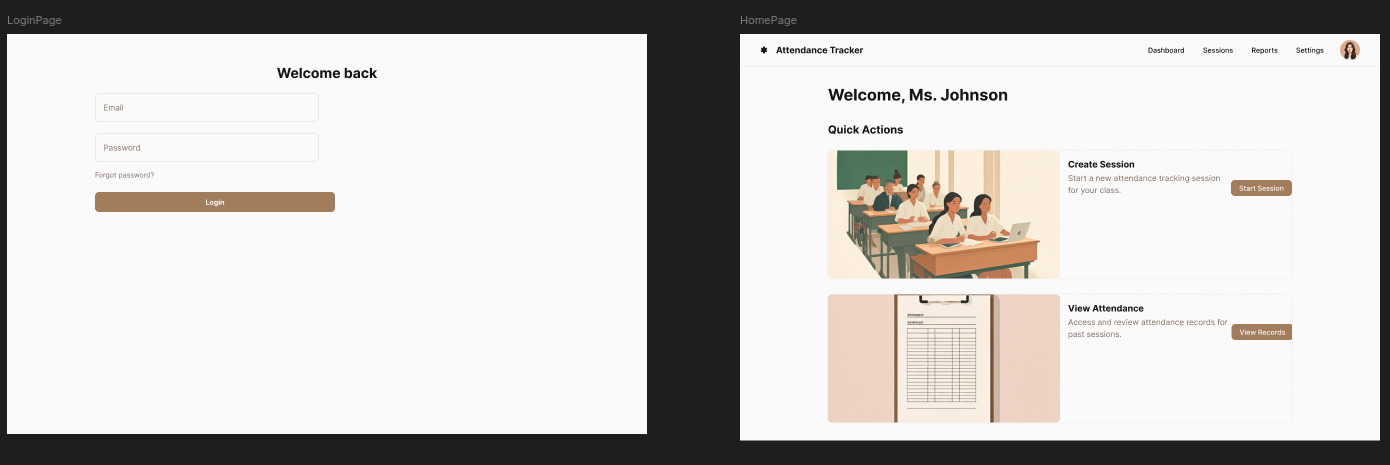 LoginPage
Welcome back
Email
Password
Forgot password?
Login
HomePage
Attendance Tracker
Dashboard
Sessions
Reports
Settings
Welcome, Ms. Johnson
Quick Actions
Create Session
Start a new attendance tracking session
for your class.
Start Session
View Attendance
Access and review attendance records for
past sessions.
View Records